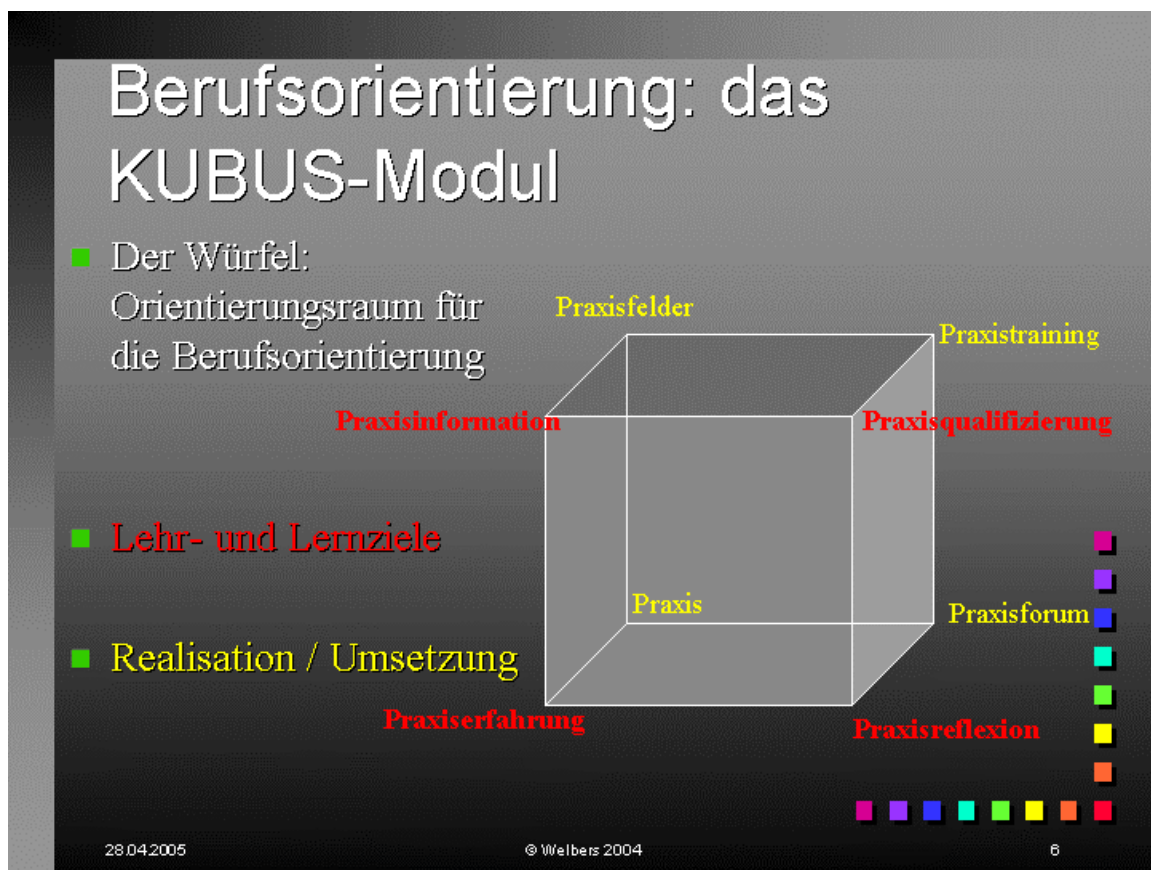 Berufsorientierung: das
KUBUS-Modul
Der Würfel:
Orientierungsraum für
die Berufsorientierung
Praxisfelder
Praxistraining
Praxisinformation
Praxisqualifizierung
Lehr- und Lernziele
Praxis
Praxisforum
Realisation / Umsetzung
Praxiserfahrung
Praxisreflexion
28.04.2005
© Welbers 2004
6